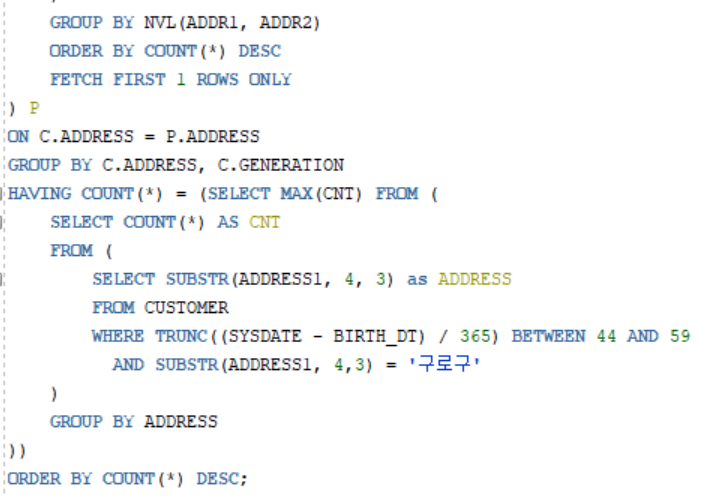 GROUP BY NVL(ADDR1, ADDR2)
ORDER BY COUNT(*) DESC
FETCH FIRST 1 ROWS ONLY
) P
ON C.ADDRESS = P.ADDRESS
GROUP BY C.ADDRESS, C.GENERATION
HAVING COUNT(*) = (SELECT MAX(CNT) FROM (
SELECT COUNT(*) AS CNT
FROM (
SELECT SUBSTR(ADDRESS1, 4, 3) as ADDRESS
FROM CUSTOMER
WHERE TRUNC((SYSDATE - BIRTH_DT) / 365) BETWEEN 44 AND 59
AND SUBSTR(ADDRESS1, 4,3) = '구로구'
)
GROUP BY ADDRESS
))
ORDER BY COUNT(*) DESC;